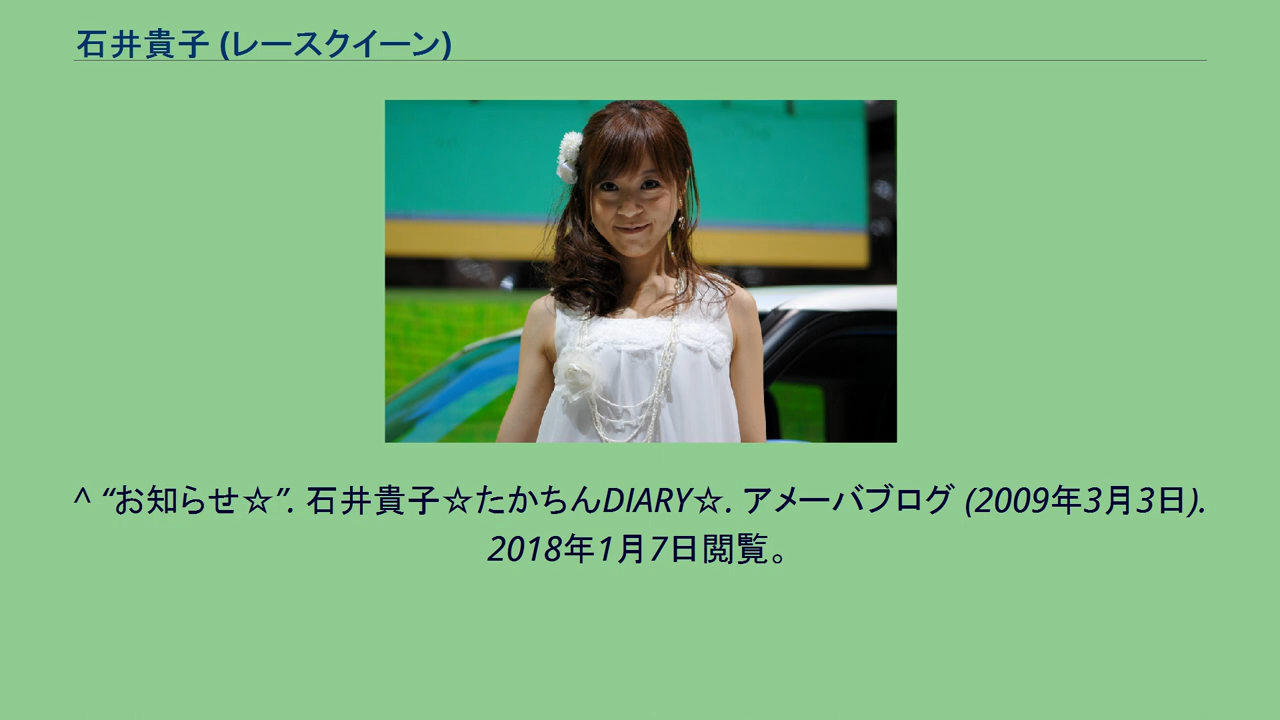 石井貴子 (レースクイーン)
^ “お知らせ☆”. 石井貴子☆たかちんDIARY☆. アメーバブログ (2009年3月3日).
2018年1月7日閲覧。